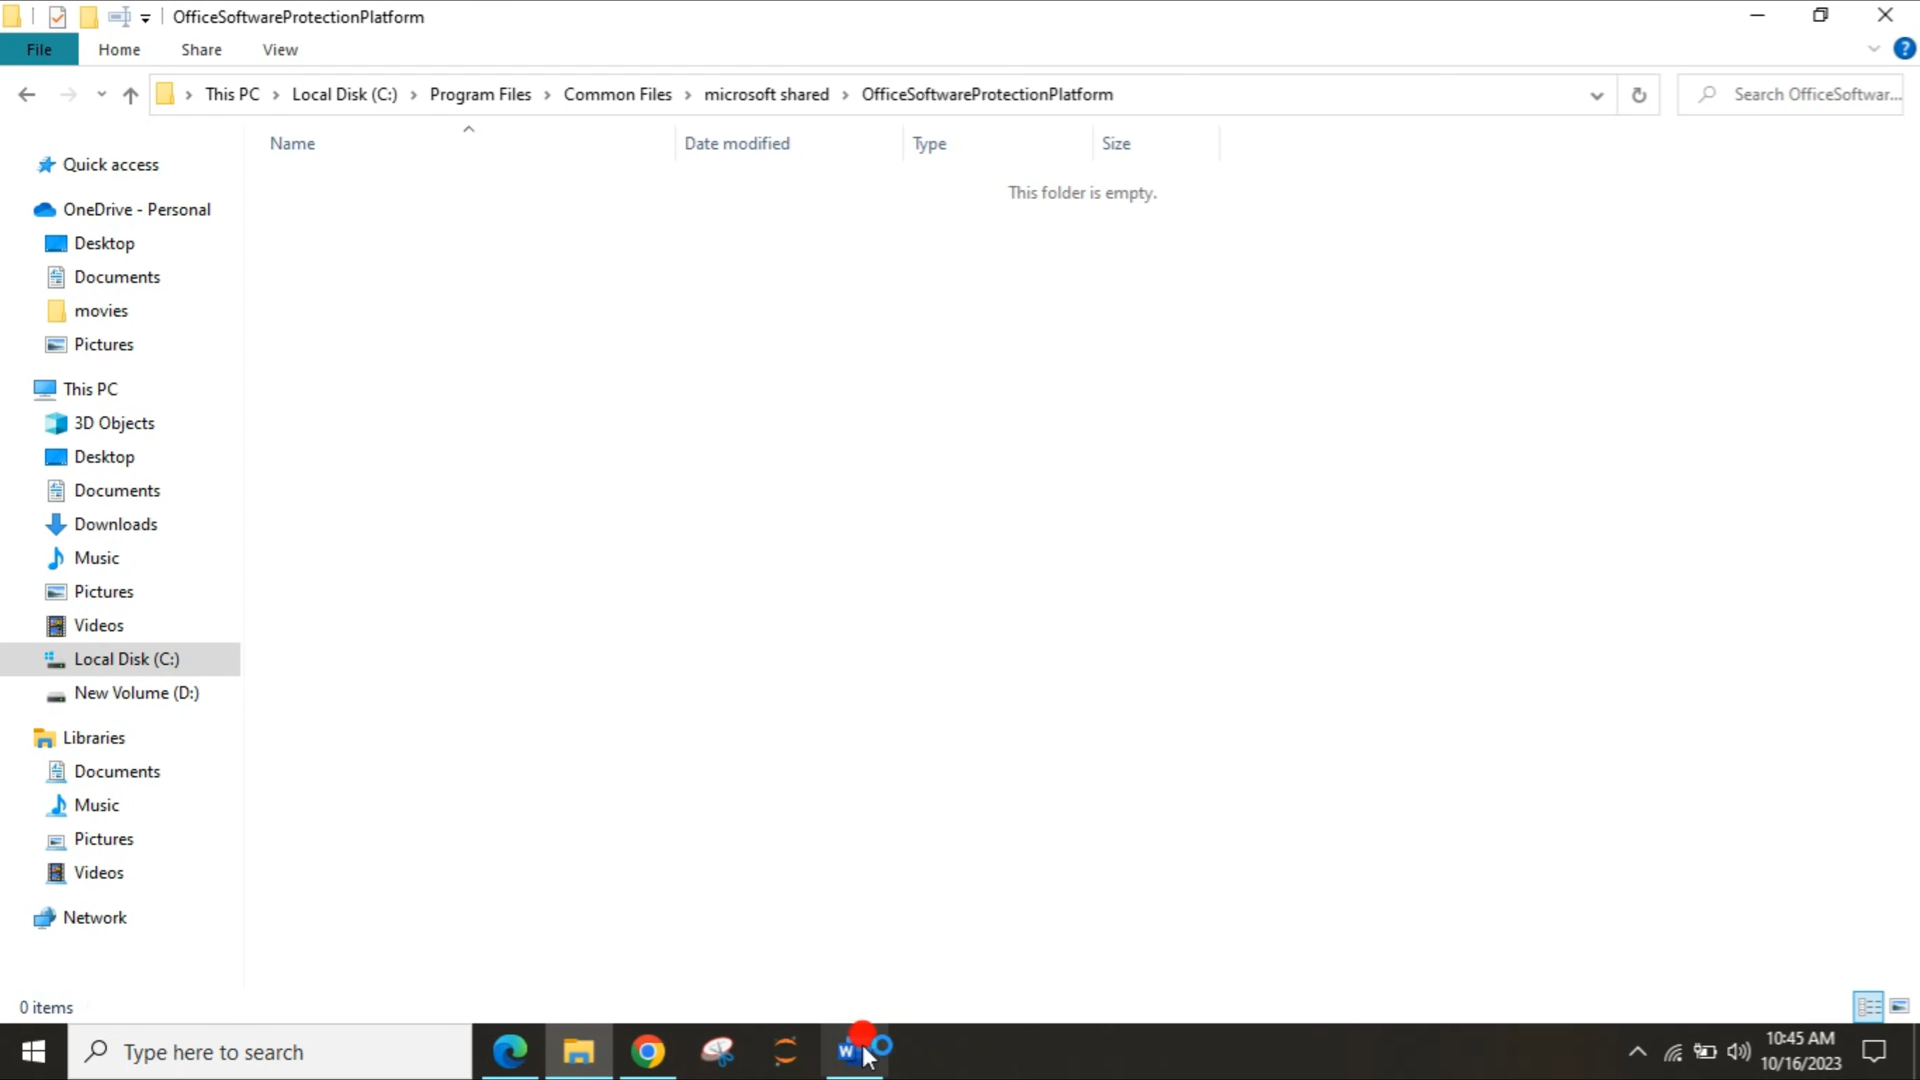 OfficeSoftwareProtectionPlatform
File Home Share View
This PC Local Disk (C:) Program Files Common Files microsoft shared OfficeSoftwareProtectionPlatform
Search OfficeSoftwar...
Name Date modified Type Size
This folder is empty.
Quick access
OneDrive - Personal
Desktop
Documents
movies
Pictures
This PC
3D Objects
Desktop
Documents
Downloads
Music
Pictures
Videos
Local Disk (C:)
New Volume (D:)
Libraries
Documents
Music
Pictures
Videos
Network
0 items
Type here to search
10:45 AM
10/16/2023